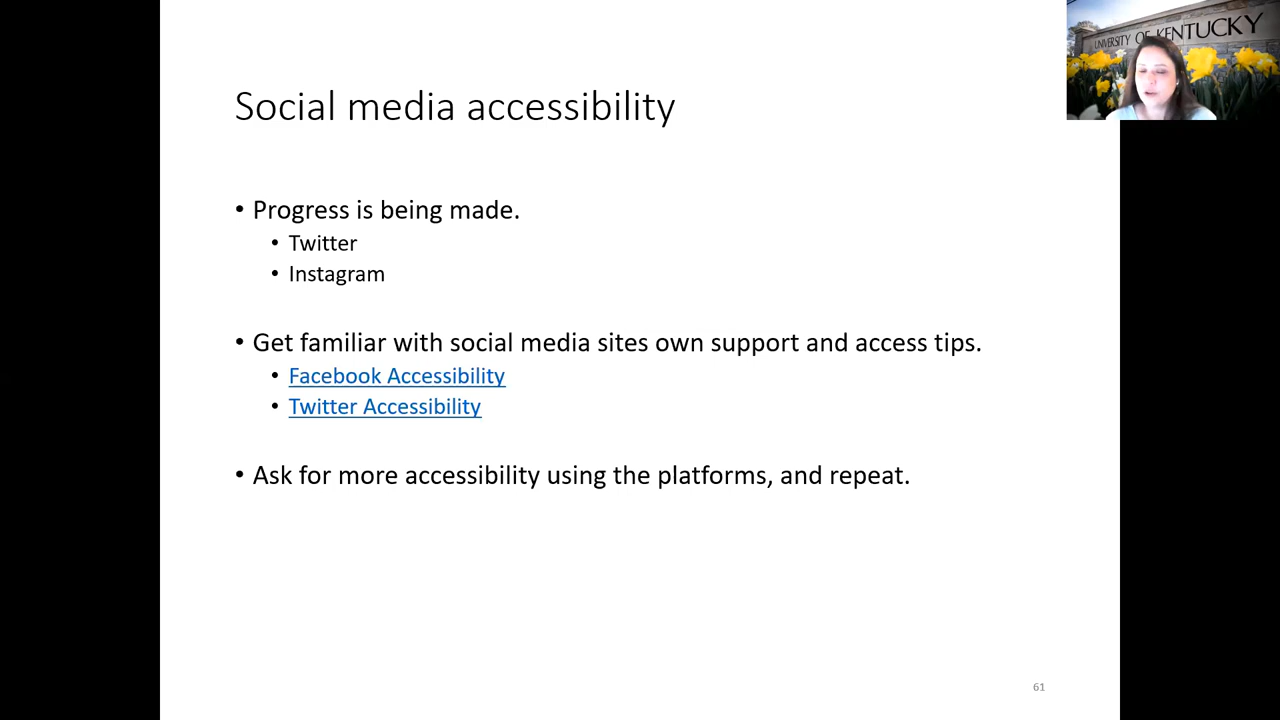 UNIVERSITY OF KENTUCKY
Social media accessibility
• Progress is being made.
• Twitter
• Instagram
• Get familiar with social media sites own support and access tips.
• Facebook Accessibility
• Twitter Accessibility
• Ask for more accessibility using the platforms, and repeat.
61